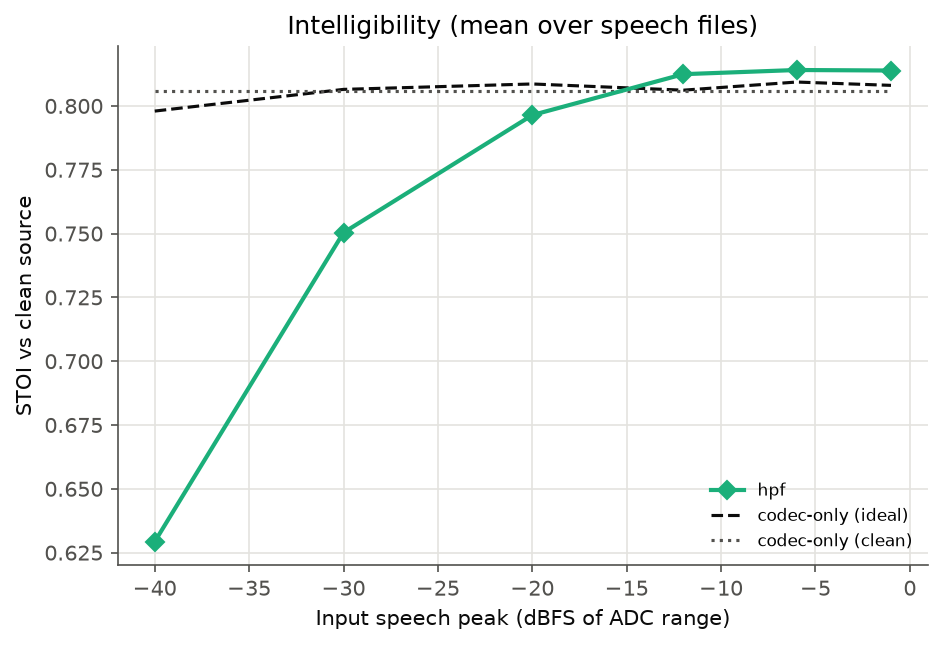 Intelligibility (mean over speech files)
STOI vs clean source
0.800
0.775
0.750
0.725
0.700
0.675
0.650
0.625
hpf
codec-only (ideal)
codec-only (clean)
−40 −35 −30 −25 −20 −15 −10 −5 0
Input speech peak (dBFS of ADC range)